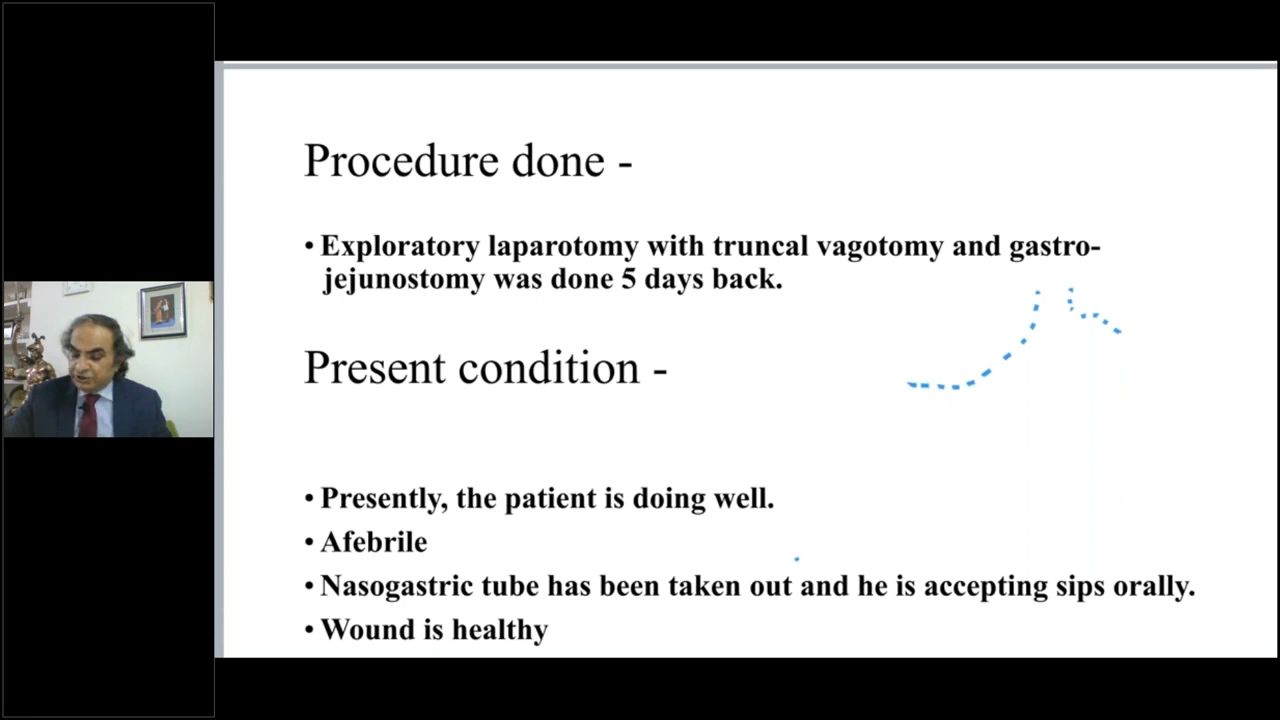 Procedure done -
• Exploratory laparotomy with truncal vagotomy and gastro-
jejunostomy was done 5 days back.
Present condition -
• Presently, the patient is doing well.
• Afebrile
• Nasogastric tube has been taken out and he is accepting sips orally.
• Wound is healthy